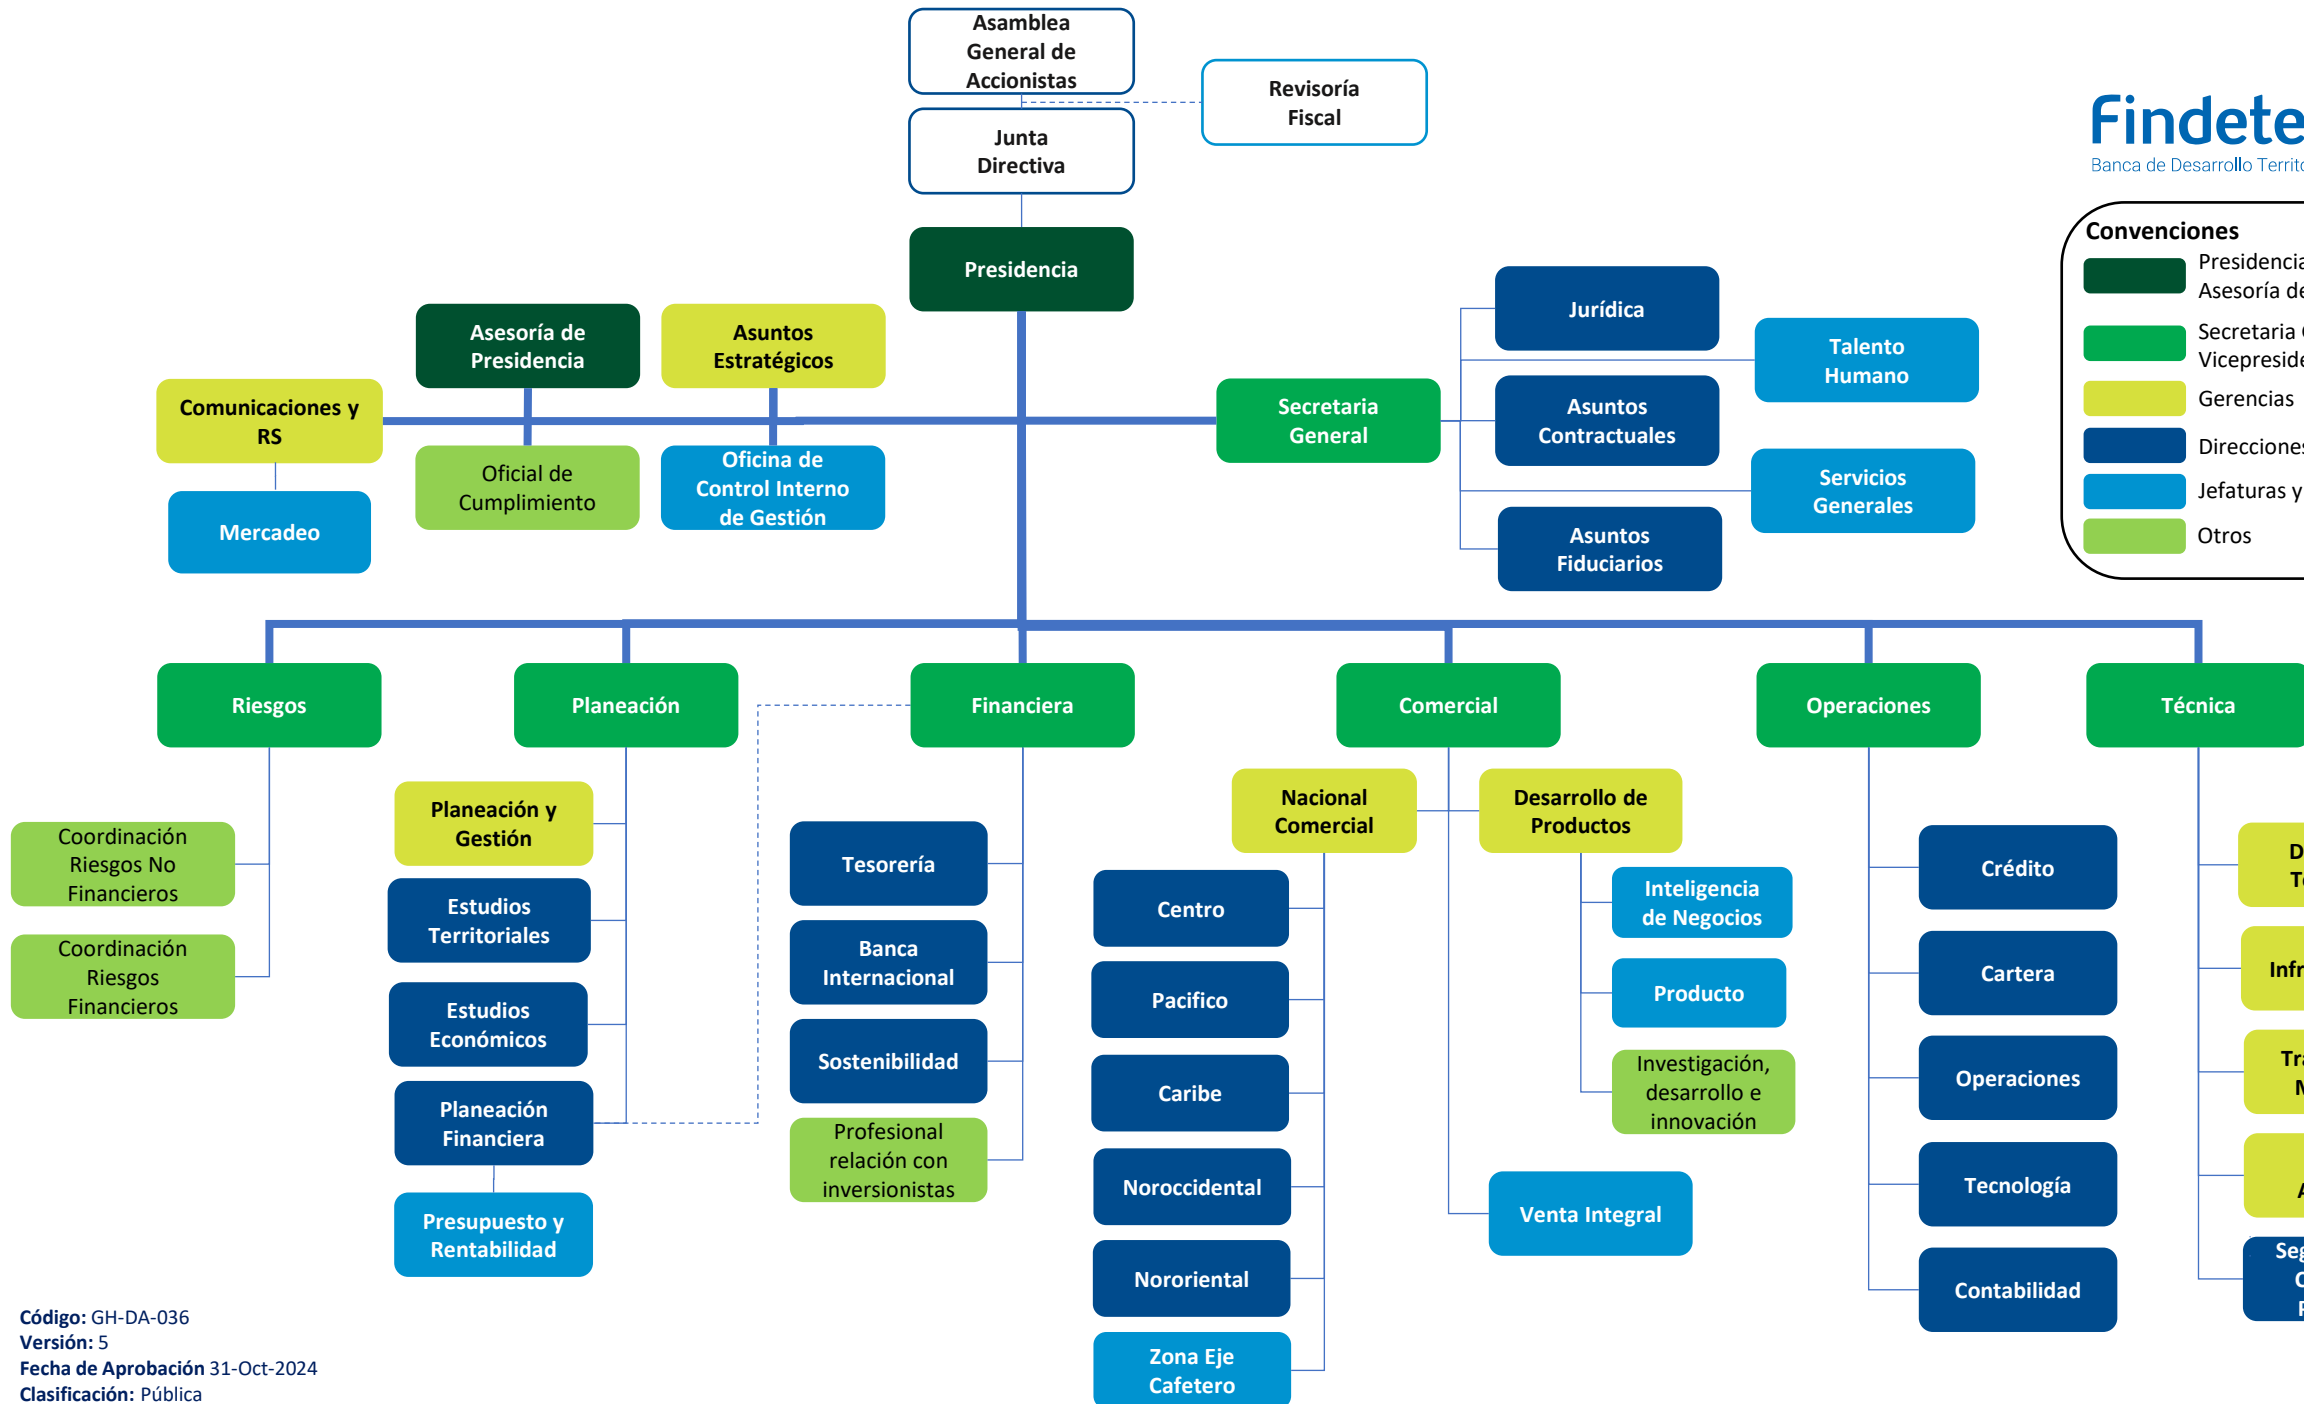 Asamblea
General de
Accionistas
Revisoría
Fiscal
Junta
Directiva
Banca de Desarrollo
Convenciones
Presidencia
Asesoría
Secretaria
Gerencias
Direcciones
Jefaturas y
Otros
Presidencia
Asesoría de
Presidencia
Asuntos
Estratégicos
Comunicaciones y
RS
Mercadeo
Oficial de
Cumplimiento
Oficina de
Control Interno
de Gestión
Secretaria
General
Jurídica
Talento
Humano
Asuntos
Contractuales
Servicios
Generales
Asuntos
Fiduciarios
Riesgos
Planeación
Financiera
Comercial
Operaciones
Técnica
Coordinación
Riesgos No
Financieros
Coordinación
Riesgos
Financieros
Planeación y
Gestión
Estudios
Territoriales
Estudios
Económicos
Planeación
Financiera
Presupuesto y
Rentabilidad
Tesorería
Banca
Internacional
Sostenibilidad
Profesional
relación con
inversionistas
Nacional
Comercial
Centro
Pacifico
Caribe
Noroccidental
Nororiental
Zona Eje
Cafetero
Desarrollo de
Productos
Inteligencia
de Negocios
Producto
Investigación,
desarrollo e
innovación
Venta Integral
Crédito
Cartera
Operaciones
Tecnología
Contabilidad
Código: GH-DA-036
Versión: 5
Fecha de Aprobación 31-Oct-2024
Clasificación: Pública